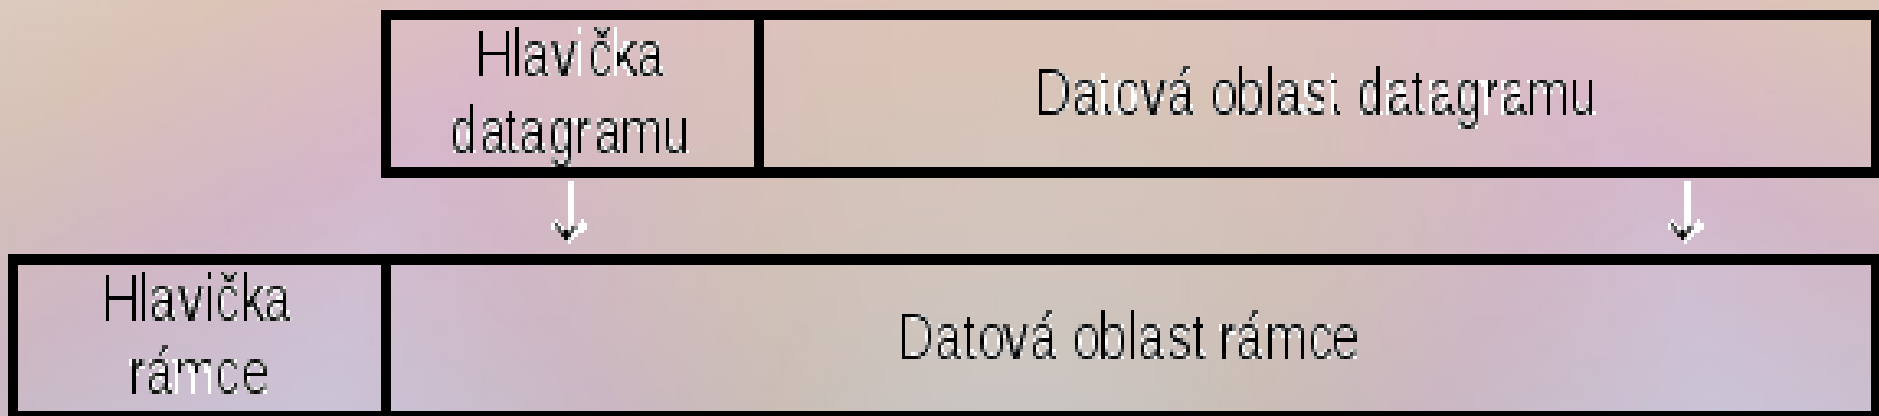 Hlavička
datagramu
Datová oblast datagramu
Hlavička
rámce
Datová oblast rámce